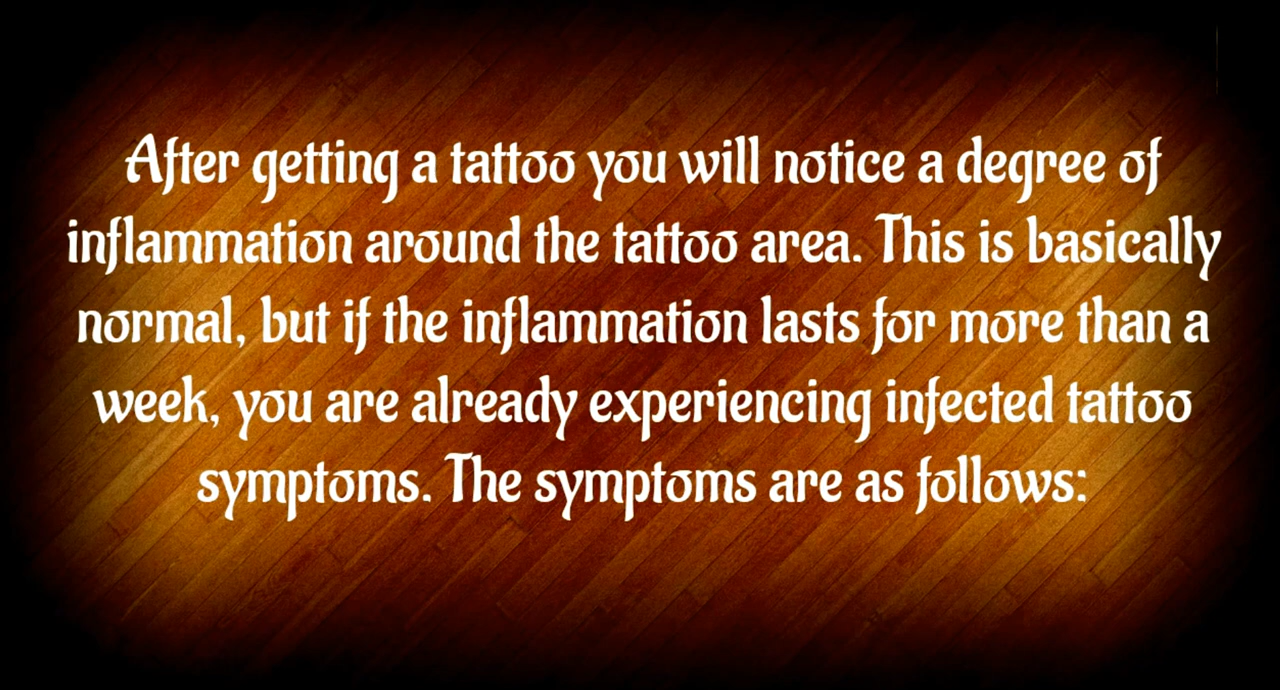 After getting a tattoo you will notice a degree of
inflammation around the tattoo area. This is basically
normal, but if the inflammation lasts for more than a
week, you are already experiencing infected tattoo
symptoms. The symptoms are as follows: